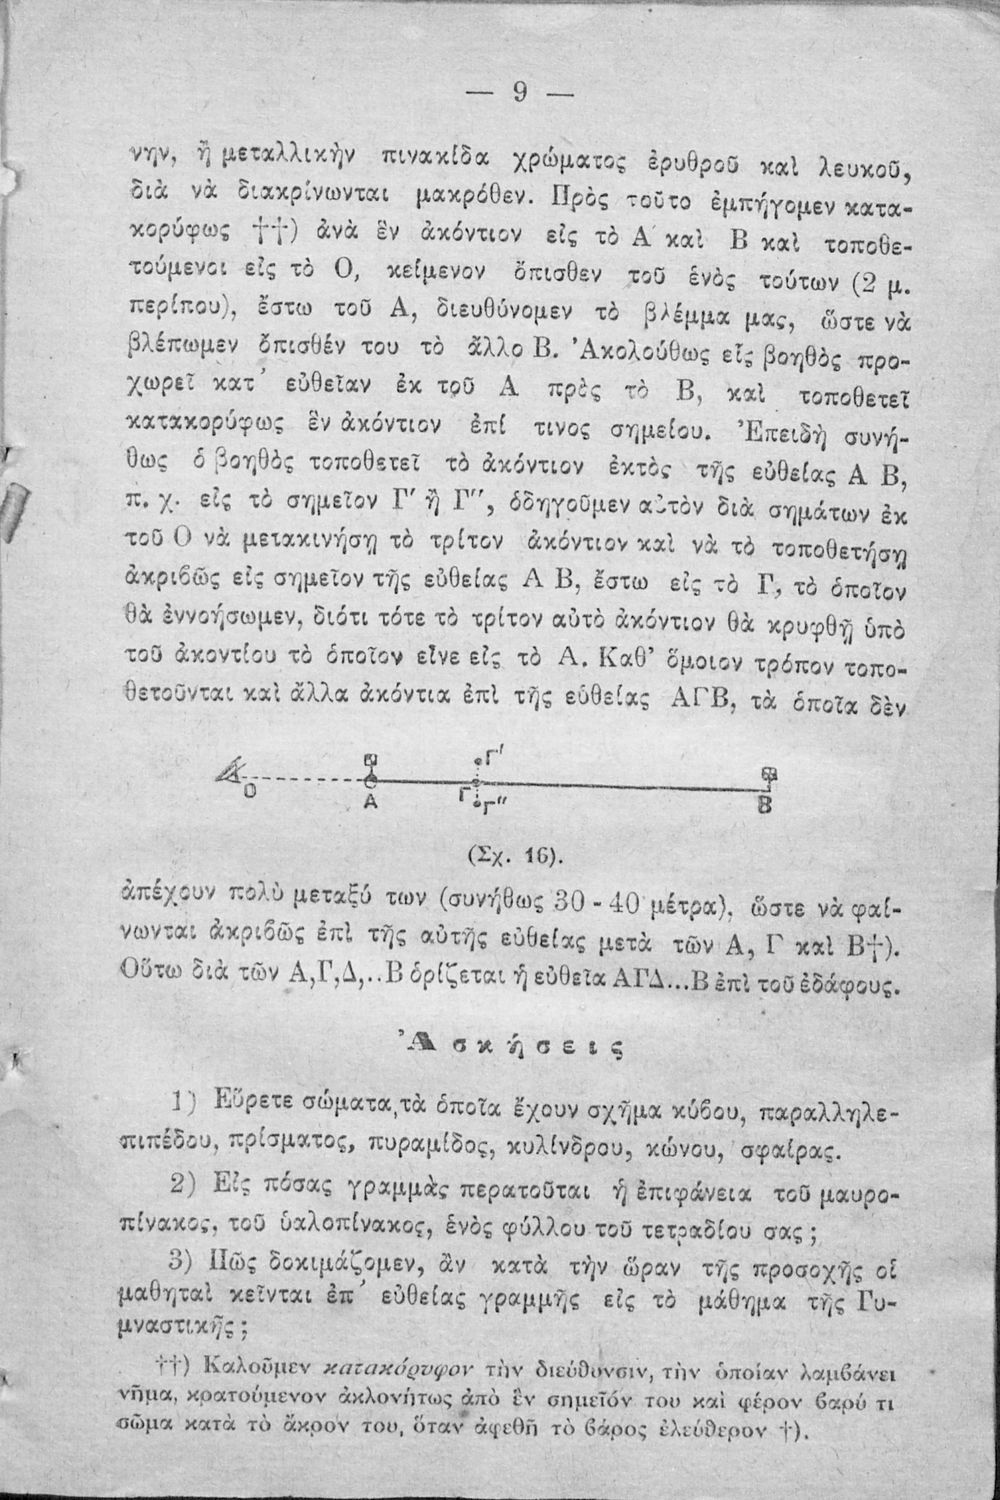 — 9 —
νην, ἢ μεταλλικὴν πινακίδα χρώματος ἐρυθροῦ καὶ λευκοῦ,
διὰ νὰ διακρίνωνται μακρόθεν. Πρὸς τοῦτο ἐμπήγομεν κατα-
κορύφως ††) ἀνὰ ἓν ἀκόντιον εἰς τὸ Α καὶ Β καὶ τοποθε-
τούμενοι εἰς τὸ Ο, κείμενον ὄπισθεν τοῦ ἑνὸς τούτων (2 μ.
περίπου), ἔστω τοῦ Α, διευθύνομεν τὸ βλέμμα μας, ὥστε νὰ
βλέπωμεν ὄπισθέν του τὸ ἄλλο Β. Ἀκολούθως εἷς βοηθὸς προ-
χωρεῖ κατ' εὐθεῖαν ἐκ τοῦ Α πρὸς τὸ Β, καὶ τοποθετεῖ
κατακορύφως ἓν ἀκόντιον ἐπί τινος σημείου. Ἐπειδὴ συνή-
θως ὁ βοηθὸς τοποθετεῖ τὸ ἀκόντιον ἐκτὸς τῆς εὐθείας Α Β,
π. χ. εἰς τὸ σημεῖον Γ' ἢ Γ'', ὁδηγοῦμεν αὐτὸν διὰ σημάτων ἐκ
τοῦ Ο νὰ μετακινήσῃ τὸ τρίτον ἀκόντιον καὶ νὰ τὸ τοποθετήσῃ
ἀκριβῶς εἰς σημεῖον τῆς εὐθείας Α Β, ἔστω εἰς τὸ Γ, τὸ ὁποῖον
θὰ ἐννοήσωμεν, διότι τότε τὸ τρίτον αὐτὸ ἀκόντιον θὰ κρυφθῇ ὑπὸ
τοῦ ἀκοντίου τὸ ὁποῖον εἶνε εἰς τὸ Α. Καθ' ὅμοιον τρόπον τοπο-
θετοῦνται καὶ ἄλλα ἀκόντια ἐπὶ τῆς εὐθείας ΑΓΒ, τὰ ὁποῖα δὲν
Γ'
Ο Α Γ Γ'' Β
(Σχ. 16).
ἀπέχουν πολὺ μεταξύ των (συνήθως 30 - 40 μέτρα), ὥστε νὰ φαί-
νωνται ἀκριβῶς ἐπὶ τῆς αὐτῆς εὐθείας μετὰ τῶν Α, Γ καὶ Β†).
Οὕτω διὰ τῶν Α,Γ,Δ,..Β ὁρίζεται ἡ εὐθεῖα ΑΓΔ...Β ἐπὶ τοῦ ἐδάφους.
Ἀσκήσεις
1) Εὕρετε σώματα, τὰ ὁποῖα ἔχουν σχῆμα κύβου, παραλληλε-
πιπέδου, πρίσματος, πυραμίδος, κυλίνδρου, κώνου, σφαίρας.
2) Εἰς πόσας γραμμὰς περατοῦται ἡ ἐπιφάνεια τοῦ μαυρο-
πίνακος, τοῦ ὑαλοπίνακος, ἑνὸς φύλλου τοῦ τετραδίου σας ;
3) Πῶς δοκιμάζομεν, ἂν κατὰ τὴν ὥραν τῆς προσοχῆς οἱ
μαθηταὶ κεῖνται ἐπ' εὐθείας γραμμῆς εἰς τὸ μάθημα τῆς Γυ-
μναστικῆς ;
††) Καλοῦμεν κατακόρυφον τὴν διεύθυνσιν, τὴν ὁποίαν λαμβάνει
νῆμα, κρατούμενον ἀκλονήτως ἀπὸ ἓν σημεῖόν του καὶ φέρον βαρύ τι
σῶμα κατὰ τὸ ἄκρον του, ὅταν ἀφεθῇ τὸ βάρος ἐλεύθερον †).